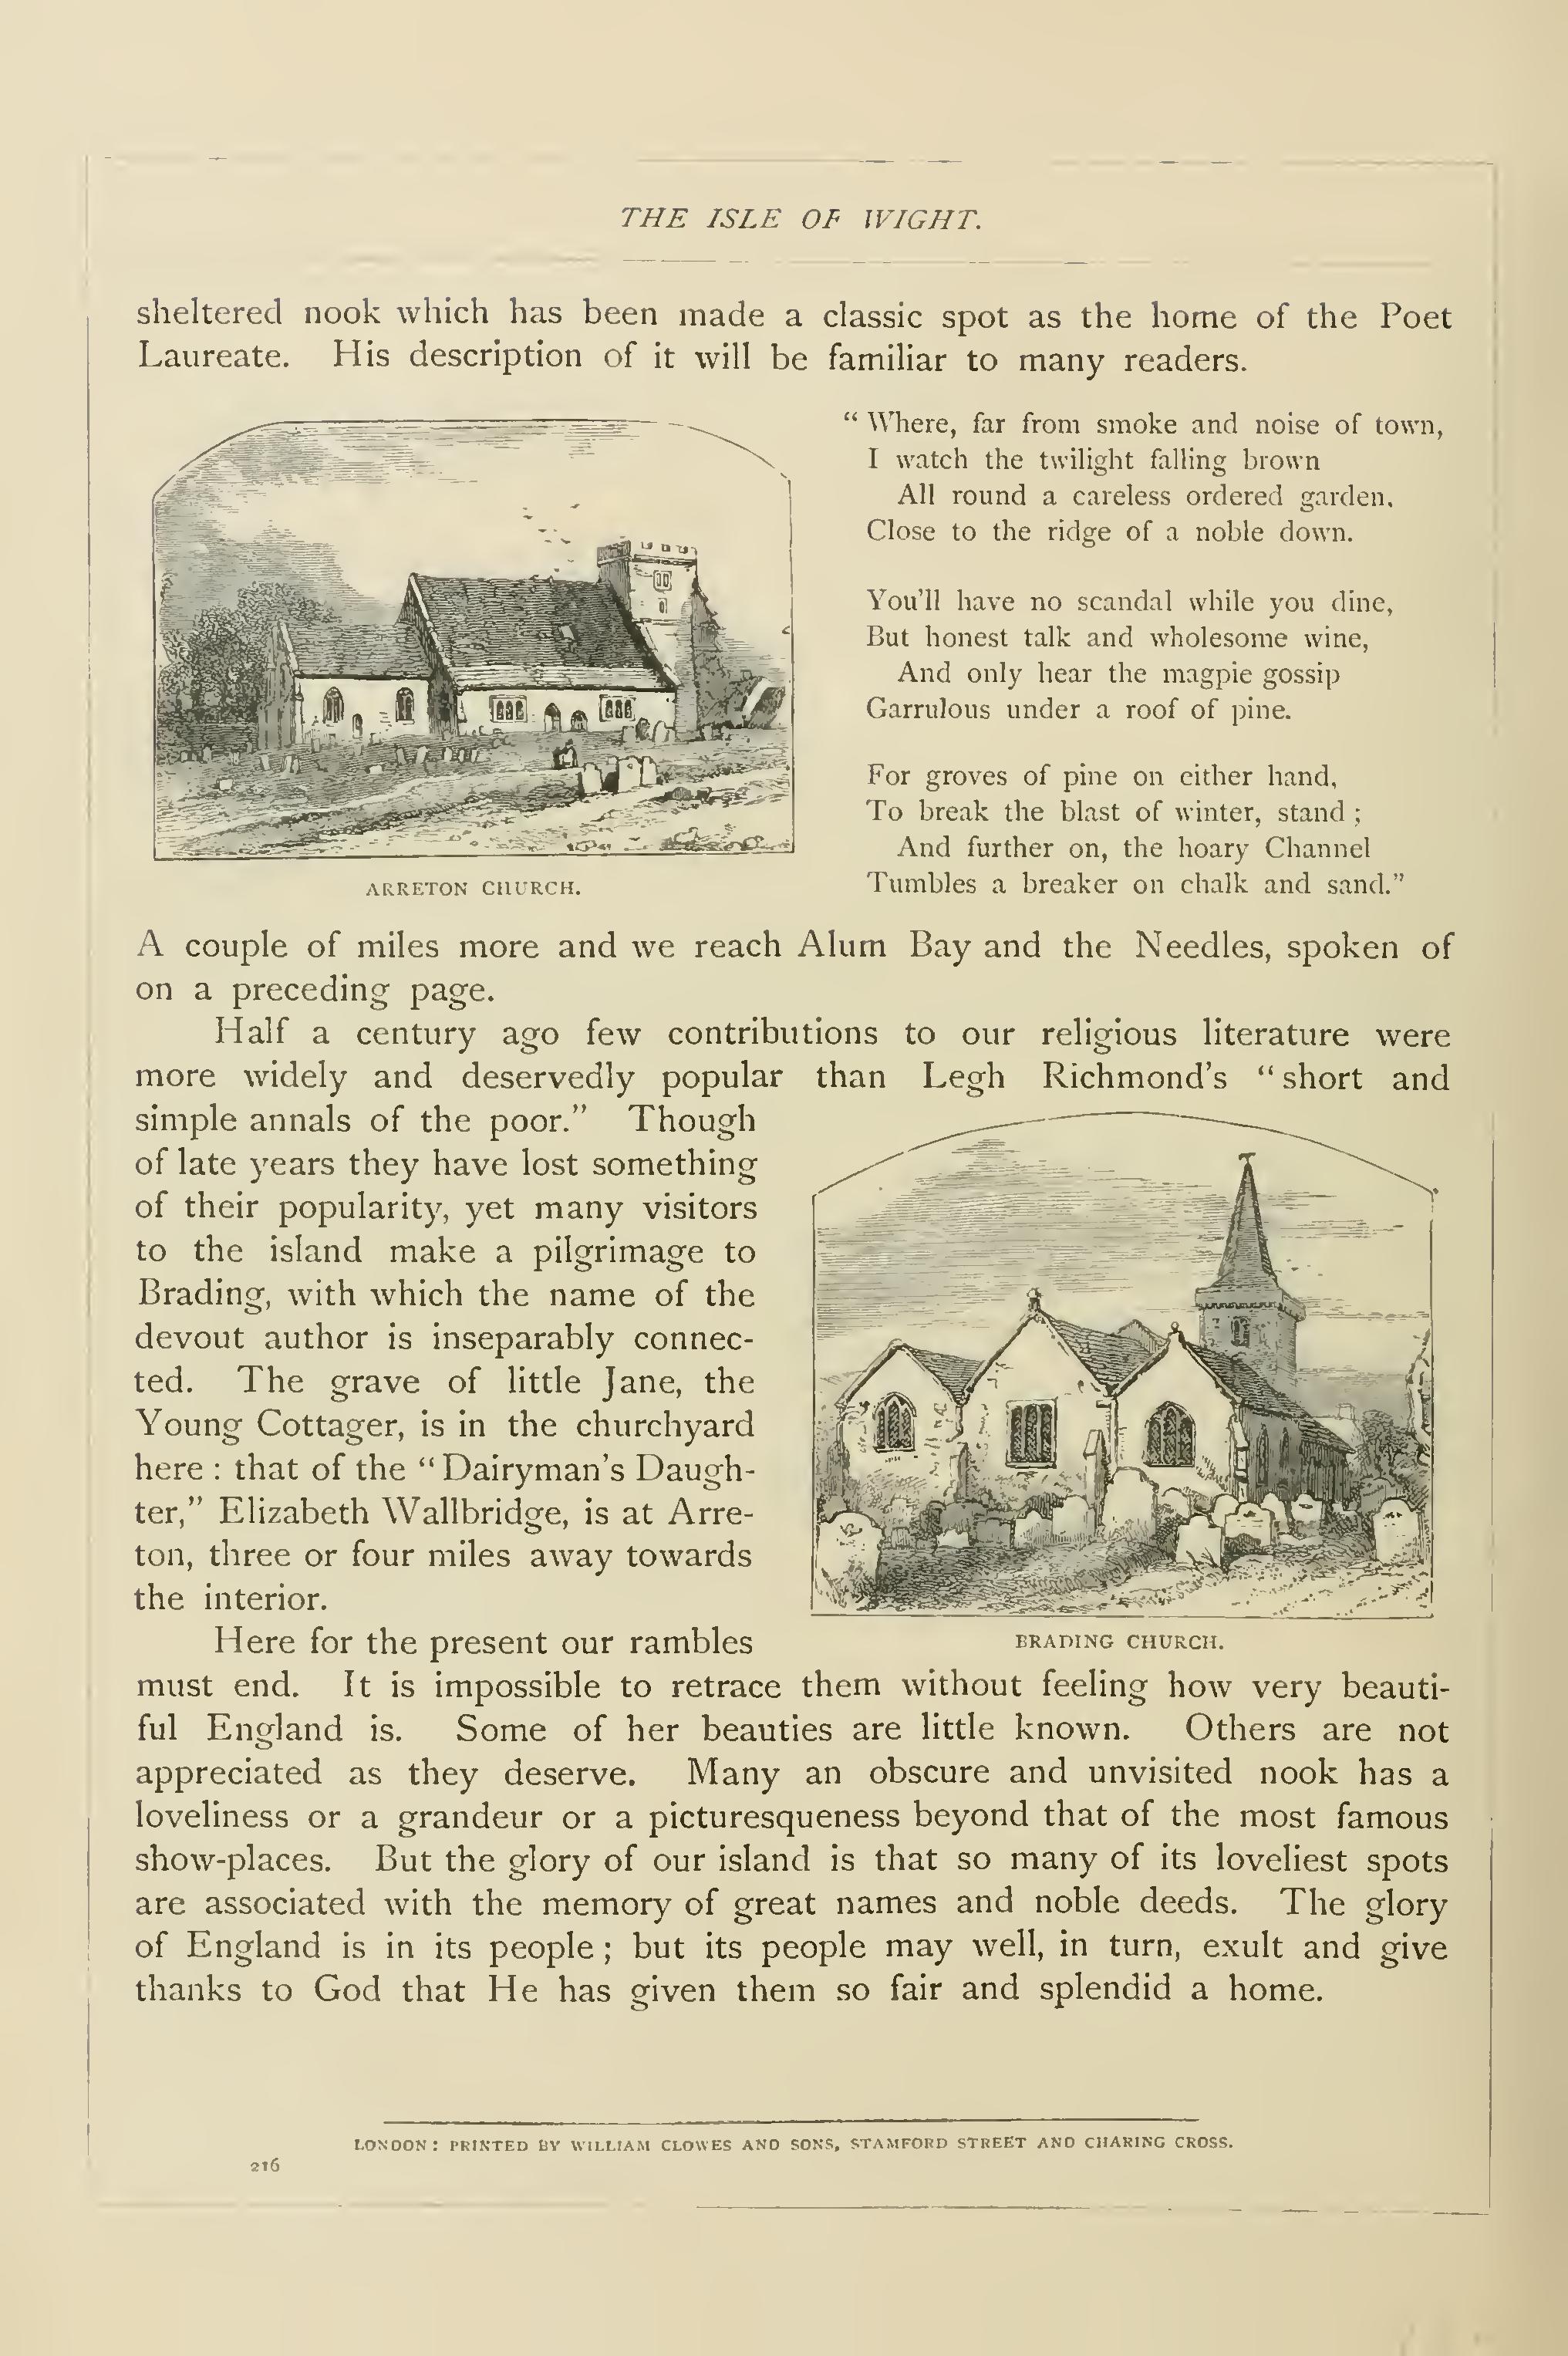 THE ISLE OF WIGHT.
sheltered nook which has been made a classic spot as the home of the Poet
Laureate. His description of it will be familiar to many readers.
“ Where, far from smoke and noise of town,
I watch the twilight falling brown
All round a careless ordered garden,
Close to the ridge of a noble down.
You’ll have no scandal while you dine,
But honest talk and wholesome wine,
And only hear the magpie gossip
Garrulous under a roof of pine.
For groves of pine on either hand,
To break the blast of winter, stand ;
And further on, the hoary Channel
Tumbles a breaker on chalk and sand.”
ARRETON CHURCH.
A couple of miles more and we reach Alum Bay and the Needles, spoken of
on a preceding page.
Half a century ago few contributions to our religious literature were
more widely and deservedly popular than Legh Richmond’s “ short and
simple annals of the poor.” Though
of late years they have lost something
of their popularity, yet many visitors
to the island make a pilgrimage to
Brading, with which the name of the
devout author is inseparably connec-
ted. The grave of little Jane, the
Young Cottager, is in the churchyard
here : that of the “ Dairyman’s Daugh-
ter,” Elizabeth Wallbridge, is at Arre-
ton, three or four miles away towards
the interior.
BRADING CHURCH.
Here for the present our rambles
must end. It is impossible to retrace them without feeling how very beauti-
ful England is. Some of her beauties are little known. Others are not
appreciated as they deserve. Many an obscure and unvisited nook has a
loveliness or a grandeur or a picturesqueness beyond that of the most famous
show-places. But the glory of our island is that so many of its loveliest spots
are associated with the memory of great names and noble deeds. The glory
of England is in its people ; but its people may well, in turn, exult and give
thanks to God that He has given them so fair and splendid a home.
LONDON : PRINTED BY WILLIAM CLOWES AND SONS, STAMFORD STREET AND CHARING CROSS.
216